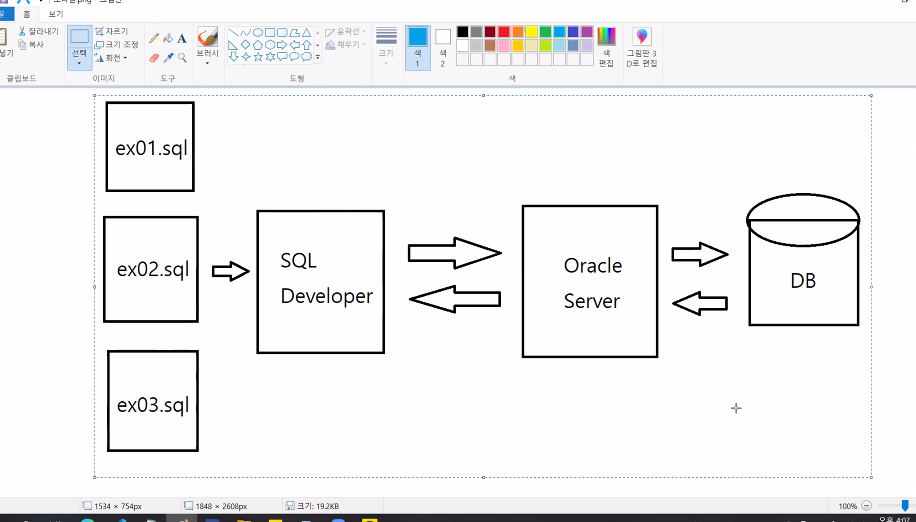 홈
보기
잘라내기
복사
클립보드
선택
자르기
크기 조정
회전
이미지
도구
브러시
윤곽선
채우기
도형
크기
색
1
색
2
색
편집
색
그림판 3
D로 편집
ex01.sql
ex02.sql
ex03.sql
SQL
Developer
Oracle
Server
DB
1534 × 754px
1848 × 2608px
크기: 19.2KB
100%
오후 4:07